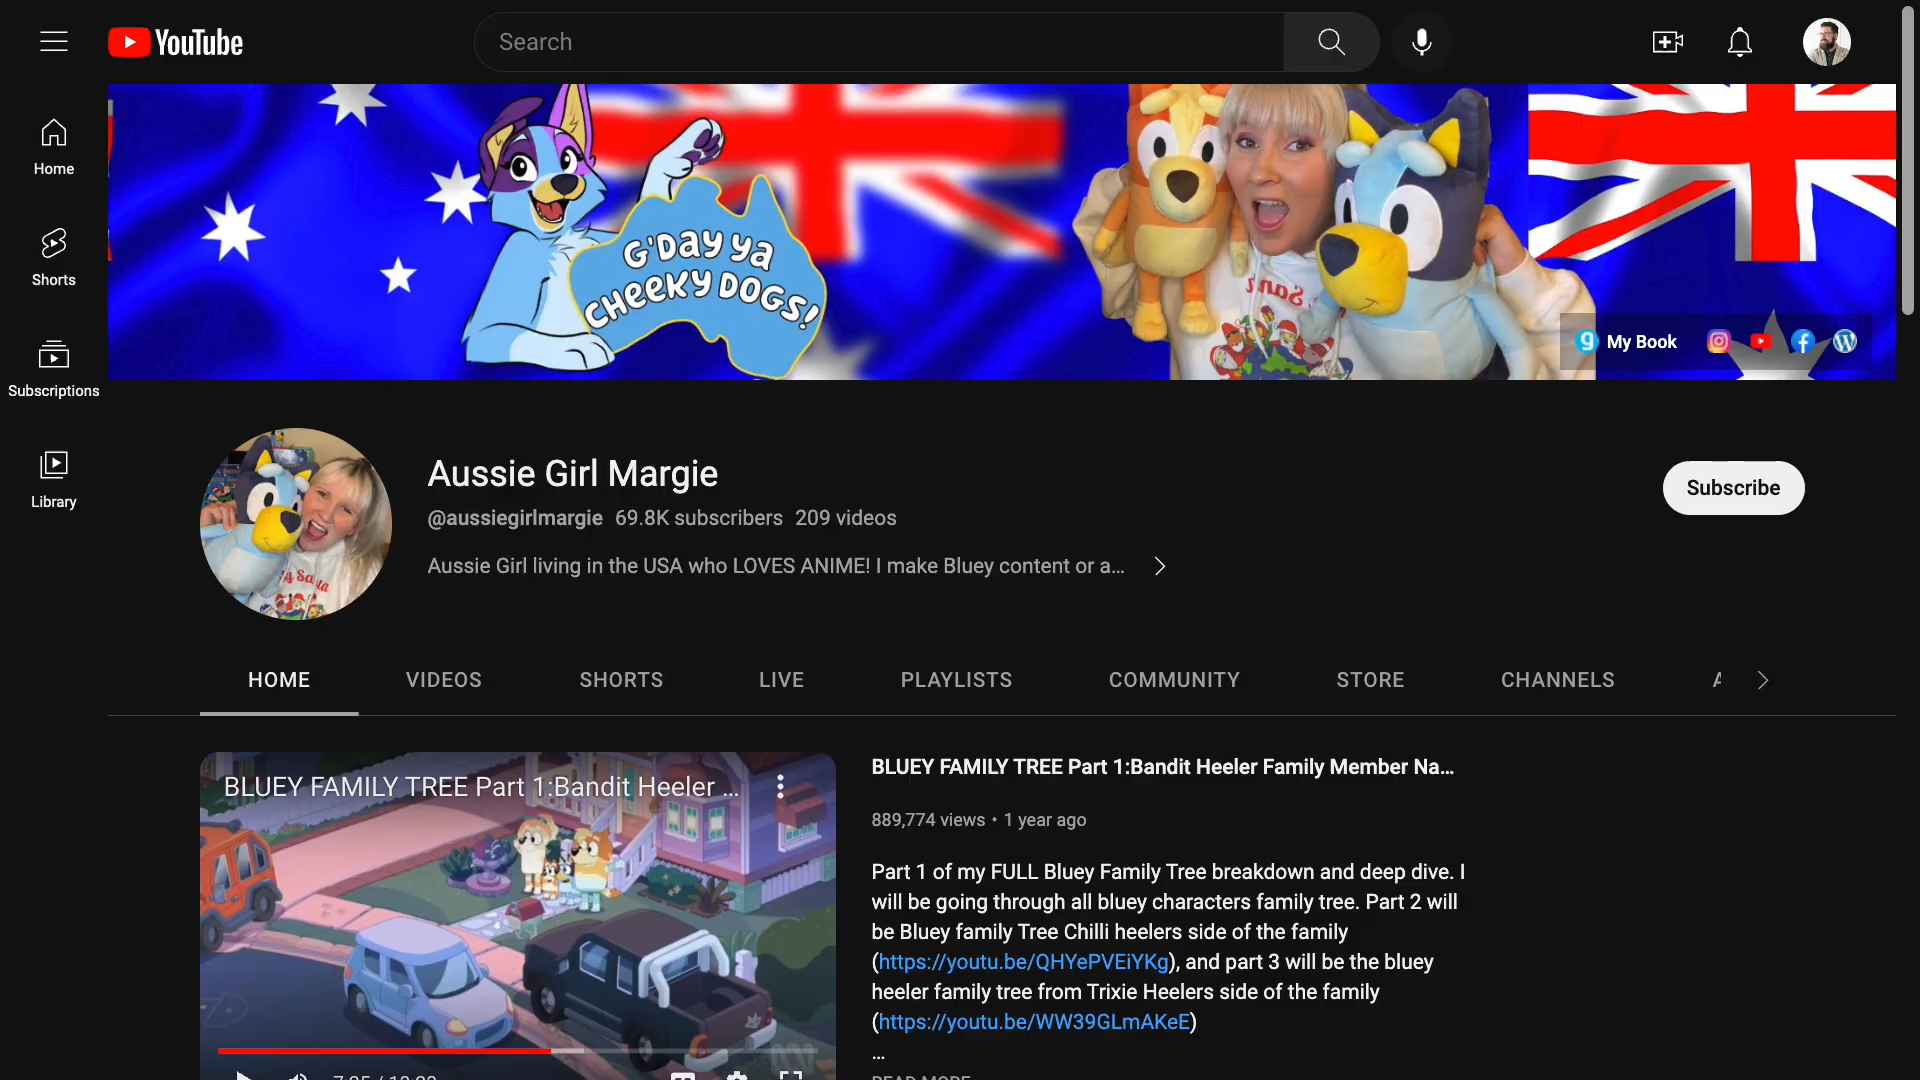 YouTube
Search
Home
Shorts
Subscriptions
Library
G'DAY YA
CHEEKY DOGS!
My Book
Aussie Girl Margie
@aussiegirlmargie 69.8K subscribers 209 videos
Aussie Girl living in the USA who LOVES ANIME! I make Bluey content or a...
Subscribe
HOME VIDEOS SHORTS LIVE PLAYLISTS COMMUNITY STORE CHANNELS
BLUEY FAMILY TREE Part 1:Bandit Heeler ...
BLUEY FAMILY TREE Part 1:Bandit Heeler Family Member Na...
889,774 views • 1 year ago
Part 1 of my FULL Bluey Family Tree breakdown and deep dive. I
will be going through all bluey characters family tree. Part 2 will
be Bluey family Tree Chilli heelers side of the family
(https://youtu.be/QHYePVEiYKg), and part 3 will be the bluey
heeler family tree from Trixie Heelers side of the family
(https://youtu.be/WW39GLmAKeE)
...
READ MORE